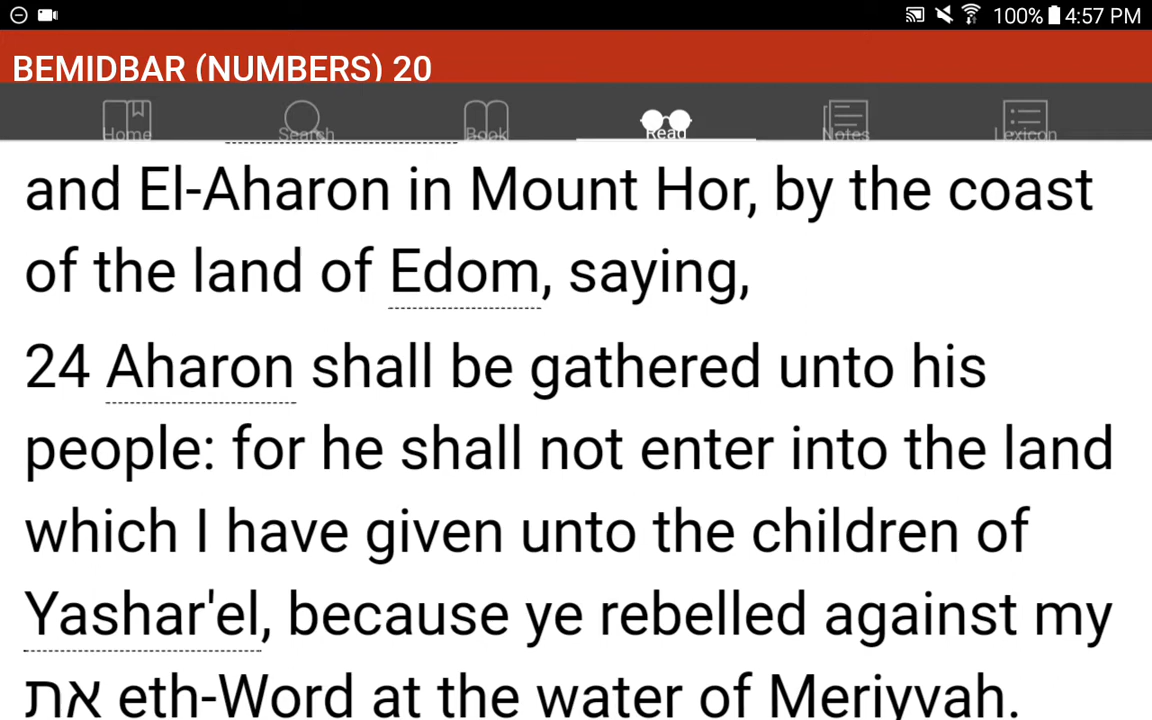 100% 4:57 PM
BEMIDBAR (NUMBERS) 20
Home Search Book Read Notes Lexicon
and El-Aharon in Mount Hor, by the coast
of the land of Edom, saying,
24 Aharon shall be gathered unto his
people: for he shall not enter into the land
which I have given unto the children of
Yashar'el, because ye rebelled against my
את eth-Word at the water of Meriyvah.